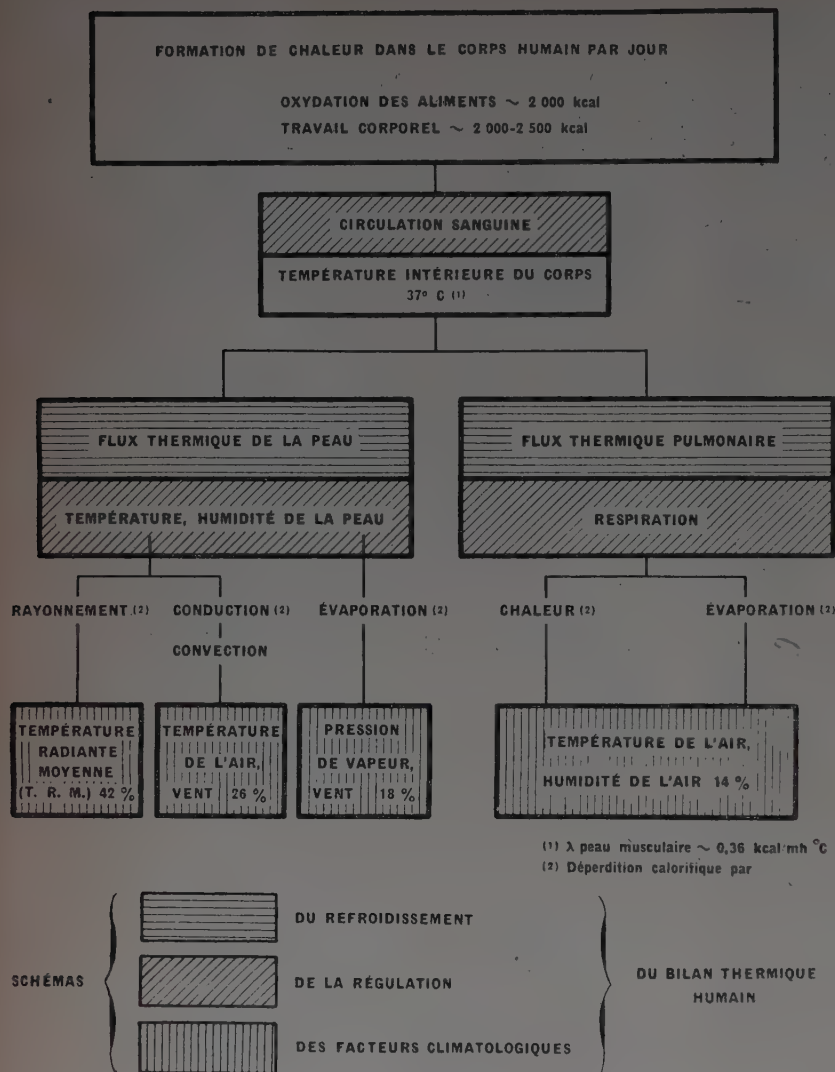 FORMATION DE CHALEUR DANS LE CORPS HUMAIN PAR JOUR
OXYDATION DES ALIMENTS ~ 2 000 kcal
TRAVAIL CORPOREL ~ 2 000-2 500 kcal
CIRCULATION SANGUINE
TEMPÉRATURE INTÉRIEURE DU CORPS
37° C (1)
FLUX THERMIQUE DE LA PEAU
TEMPÉRATURE, HUMIDITÉ DE LA PEAU
FLUX THERMIQUE PULMONAIRE
RESPIRATION
RAYONNEMENT (2)
CONDUCTION (2)
CONVECTION
ÉVAPORATION (2)
CHALEUR (2)
ÉVAPORATION (2)
TEMPÉRATURE
RADIANTE
MOYENNE
(T. R. M.) 42 %
TEMPÉRATURE
DE L'AIR,
VENT 26 %
PRESSION
DE VAPEUR,
VENT 18 %
TEMPÉRATURE DE L'AIR,
HUMIDITÉ DE L'AIR 14 %
(1) λ peau musculaire ~ 0,36 kcal/mh °C
(2) Déperdition calorifique par
SCHÉMAS
DU REFROIDISSEMENT
DE LA RÉGULATION
DES FACTEURS CLIMATOLOGIQUES
DU BILAN THERMIQUE
HUMAIN